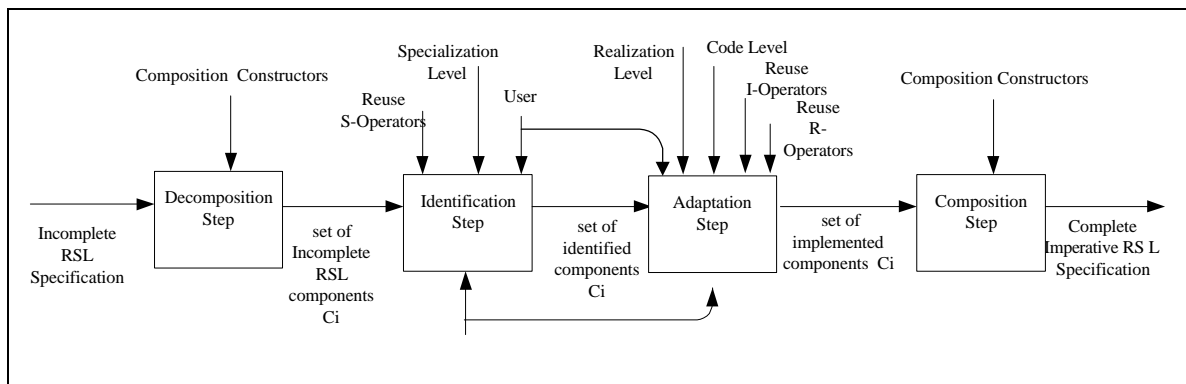 Composition Constructors
Specialization
Level
Reuse
S-Operators
User
Realization
Level
Code Level
Reuse
I-Operators
Reuse
R-
Operators
Composition Constructors
Decomposition
Step
Identification
Step
Adaptation
Step
Composition
Step
Incomplete
RSL
Specification
set of
Incomplete
RSL
components
Ci
set of
identified
components
Ci
set of
implemented
components Ci
Complete
Imperative RS L
Specification